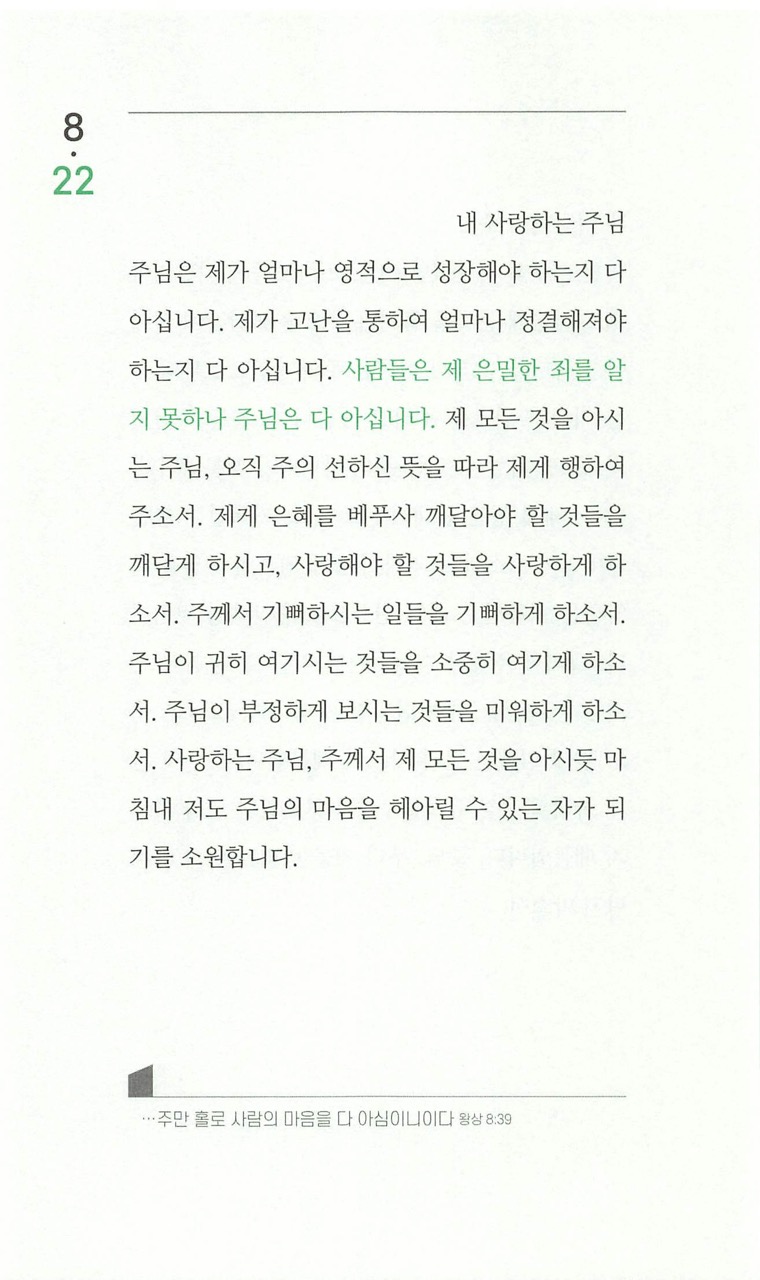 8
·
22
내 사랑하는 주님
주님은 제가 얼마나 영적으로 성장해야 하는지 다
아십니다. 제가 고난을 통하여 얼마나 정결해져야
하는지 다 아십니다. 사람들은 제 은밀한 죄를 알
지 못하나 주님은 다 아십니다. 제 모든 것을 아시
는 주님, 오직 주의 선하신 뜻을 따라 제게 행하여
주소서. 제게 은혜를 베푸사 깨달아야 할 것들을
깨닫게 하시고, 사랑해야 할 것들을 사랑하게 하
소서. 주께서 기뻐하시는 일들을 기뻐하게 하소서.
주님이 귀히 여기시는 것들을 소중히 여기게 하소
서. 주님이 부정하게 보시는 것들을 미워하게 하소
서. 사랑하는 주님, 주께서 제 모든 것을 아시듯 마
침내 저도 주님의 마음을 헤아릴 수 있는 자가 되
기를 소원합니다.
…주만 홀로 사람의 마음을 다 아심이니이다 왕상 8:39